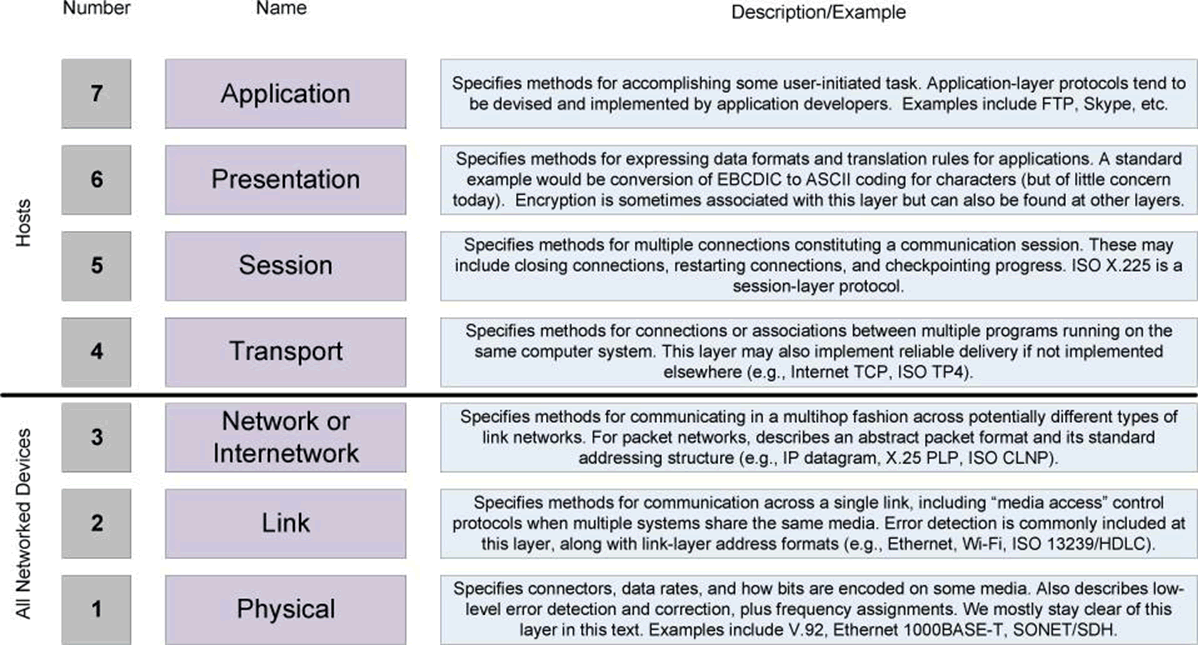 Number Name Description/Example
Hosts
7
Application
Specifies methods for accomplishing some user-initiated task. Application-layer protocols tend to
be devised and implemented by application developers.  Examples include FTP, Skype, etc.
6
Presentation
Specifies methods for expressing data formats and translation rules for applications. A standard
example would be conversion of EBCDIC to ASCII coding for characters (but of little concern
today).  Encryption is sometimes associated with this layer but can also be found at other layers.
5
Session
Specifies methods for multiple connections constituting a communication session. These may
include closing connections, restarting connections, and checkpointing progress. ISO X.225 is a
session-layer protocol.
4
Transport
Specifies methods for connections or associations between multiple programs running on the
same computer system. This layer may also implement reliable delivery if not implemented
elsewhere (e.g., Internet TCP, ISO TP4).
All Networked Devices
3
Network or
Internetwork
Specifies methods for communicating in a multihop fashion across potentially different types of
link networks. For packet networks, describes an abstract packet format and its standard
addressing structure (e.g., IP datagram, X.25 PLP, ISO CLNP).
2
Link
Specifies methods for communication across a single link, including “media access” control
protocols when multiple systems share the same media. Error detection is commonly included at
this layer, along with link-layer address formats (e.g., Ethernet, Wi-Fi, ISO 13239/HDLC).
1
Physical
Specifies connectors, data rates, and how bits are encoded on some media. Also describes low-
level error detection and correction, plus frequency assignments. We mostly stay clear of this
layer in this text. Examples include V.92, Ethernet 1000BASE-T, SONET/SDH.